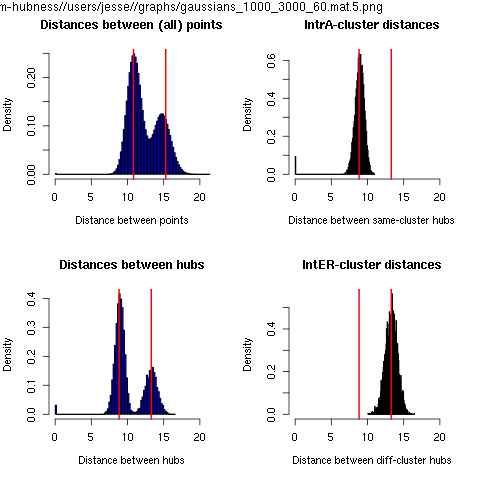 m-hubness//users/jesse//graphs/gaussians_1000_3000_60.mat.5.png
Distances between (all) points
Density
0.00 0.10 0.20
0 5 10 15 20
Distance between points
IntrA-cluster distances
Density
0.0 0.2 0.4 0.6
0 5 10 15 20
Distance between same-cluster hubs
Distances between hubs
Density
0.0 0.1 0.2 0.3 0.4
0 5 10 15 20
Distance between hubs
IntER-cluster distances
Density
0.0 0.2 0.4
0 5 10 15 20
Distance between diff-cluster hubs